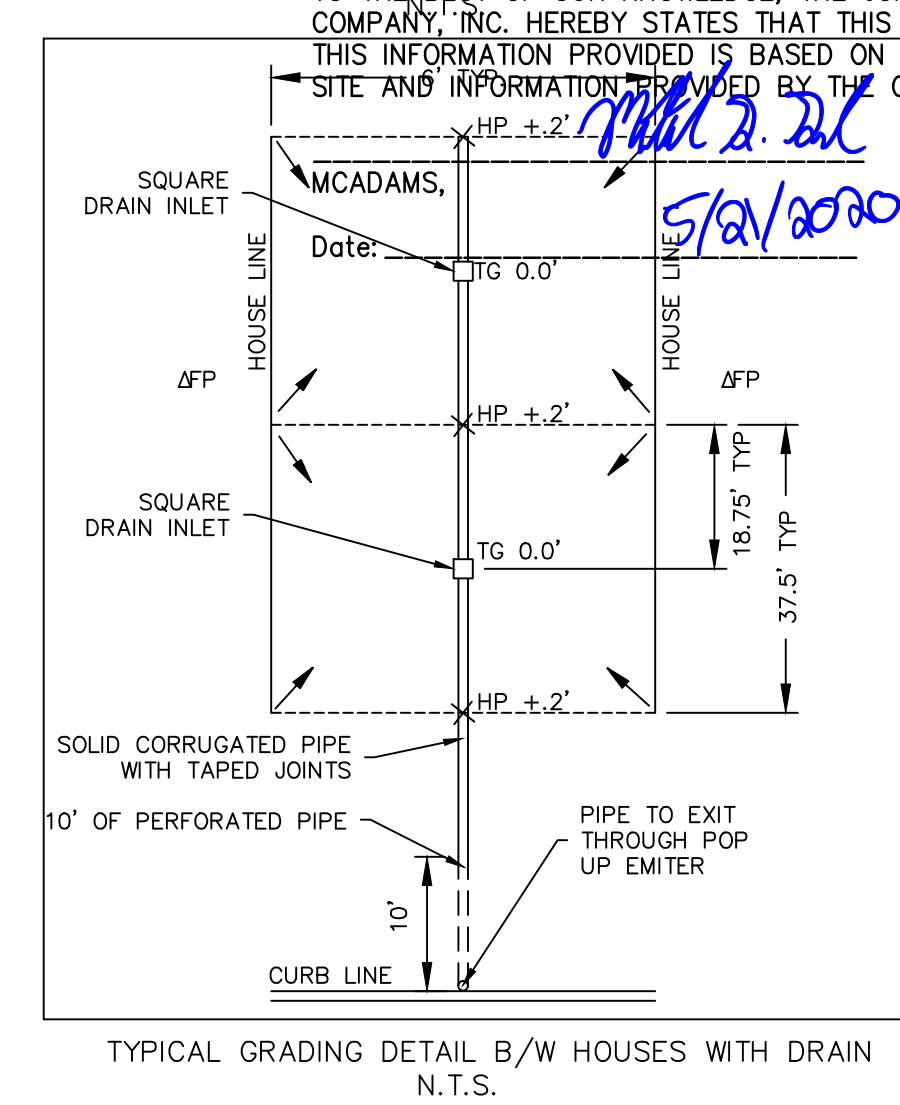 N.T.S.
COMPANY, INC. HEREBY STATES THAT THIS
THIS INFORMATION PROVIDED IS BASED ON
6' TYP.
SITE AND INFORMATION PROVIDED BY THE
HP +.2'
SQUARE
DRAIN INLET
MCADAMS,
5/21/2020
Date:
TG 0.0'
HOUSE LINE
HOUSE LINE
ΔFP
ΔFP
HP +.2'
18.75' TYP
SQUARE
DRAIN INLET
TG 0.0'
37.5' TYP
HP +.2'
SOLID CORRUGATED PIPE
WITH TAPED JOINTS
10' OF PERFORATED PIPE
PIPE TO EXIT
THROUGH POP
UP EMITER
10'
CURB LINE
TYPICAL GRADING DETAIL B/W HOUSES WITH DRAIN
N.T.S.